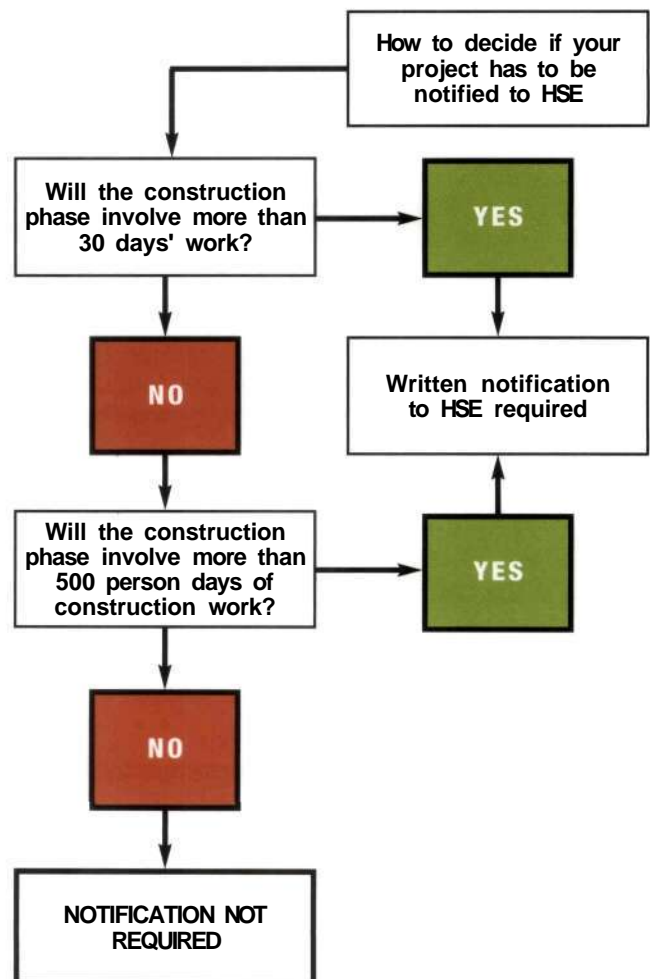 How to decide if your
project has to be
notified to HSE
Will the construction
phase involve more than
30 days' work?
YES
NO
Written notification
to HSE required
Will the construction
phase involve more than
500 person days of
construction work?
YES
NO
NOTIFICATION NOT
REQUIRED